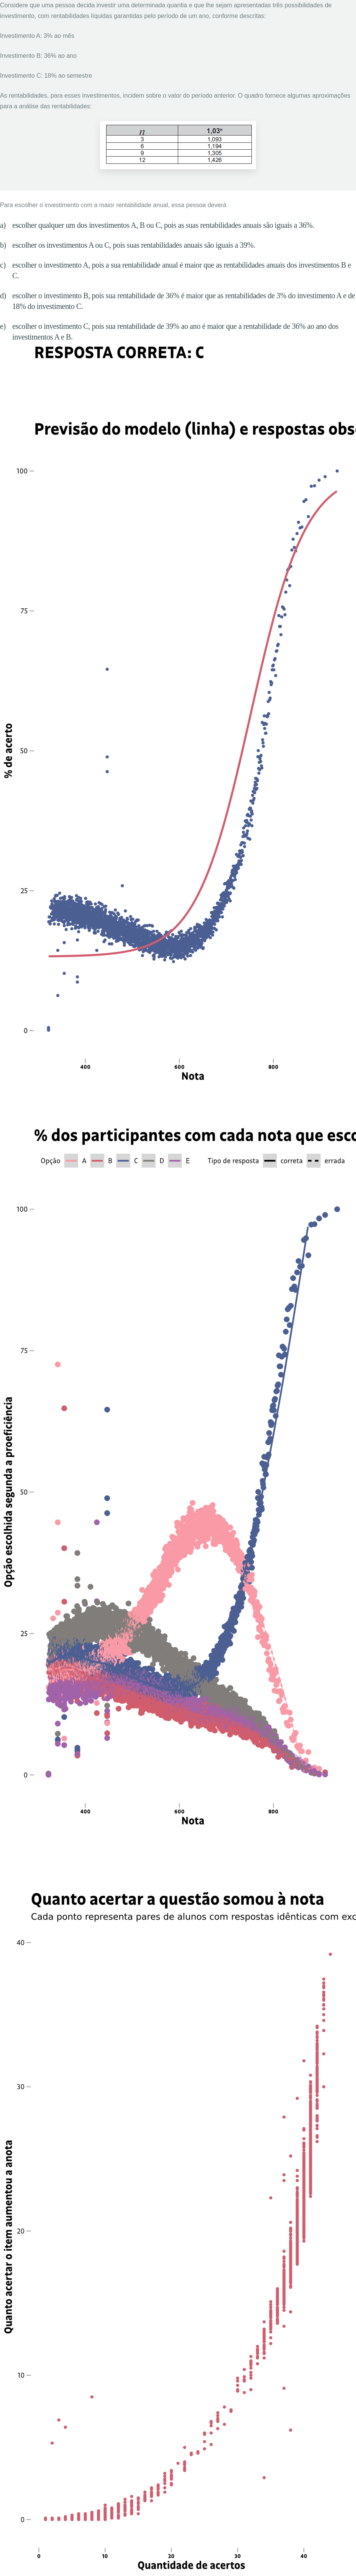 Considere que uma pessoa decida investir uma determinada quantia e que lhe sejam apresentadas três possibilidades de
investimento, com rentabilidades líquidas garantidas pelo período de um ano, conforme descritas:
Investimento A: 3% ao mês
Investimento B: 36% ao ano
Investimento C: 18% ao semestre
As rentabilidades, para esses investimentos, incidem sobre o valor do período anterior. O quadro fornece algumas aproximações
para a análise das rentabilidades:
n 1,03ⁿ
3 1,093
6 1,194
9 1,305
12 1,426
Para escolher o investimento com a maior rentabilidade anual, essa pessoa deverá
a) escolher qualquer um dos investimentos A, B ou C, pois as suas rentabilidades anuais são iguais a 36%.
b) escolher os investimentos A ou C, pois suas rentabilidades anuais são iguais a 39%.
c) escolher o investimento A, pois a sua rentabilidade anual é maior que as rentabilidades anuais dos investimentos B e
C.
d) escolher o investimento B, pois sua rentabilidade de 36% é maior que as rentabilidades de 3% do investimento A e de
18% do investimento C.
e) escolher o investimento C, pois sua rentabilidade de 39% ao ano é maior que a rentabilidade de 36% ao ano dos
investimentos A e B.
RESPOSTA CORRETA: C
Previsão do modelo (linha) e respostas obs
100
75
50
25
0
% de acerto
400 600 800
Nota
% dos participantes com cada nota que esco
Opção A B C D E Tipo de resposta correta errada
100
75
50
25
0
Opção escolhida segunda a proeficiência
400 600 800
Nota
Quanto acertar a questão somou à nota
Cada ponto representa pares de alunos com respostas idênticas com exc
40
30
20
10
0
Quanto acertar o item aumentou a anota
0 10 20 30 40
Quantidade de acertos